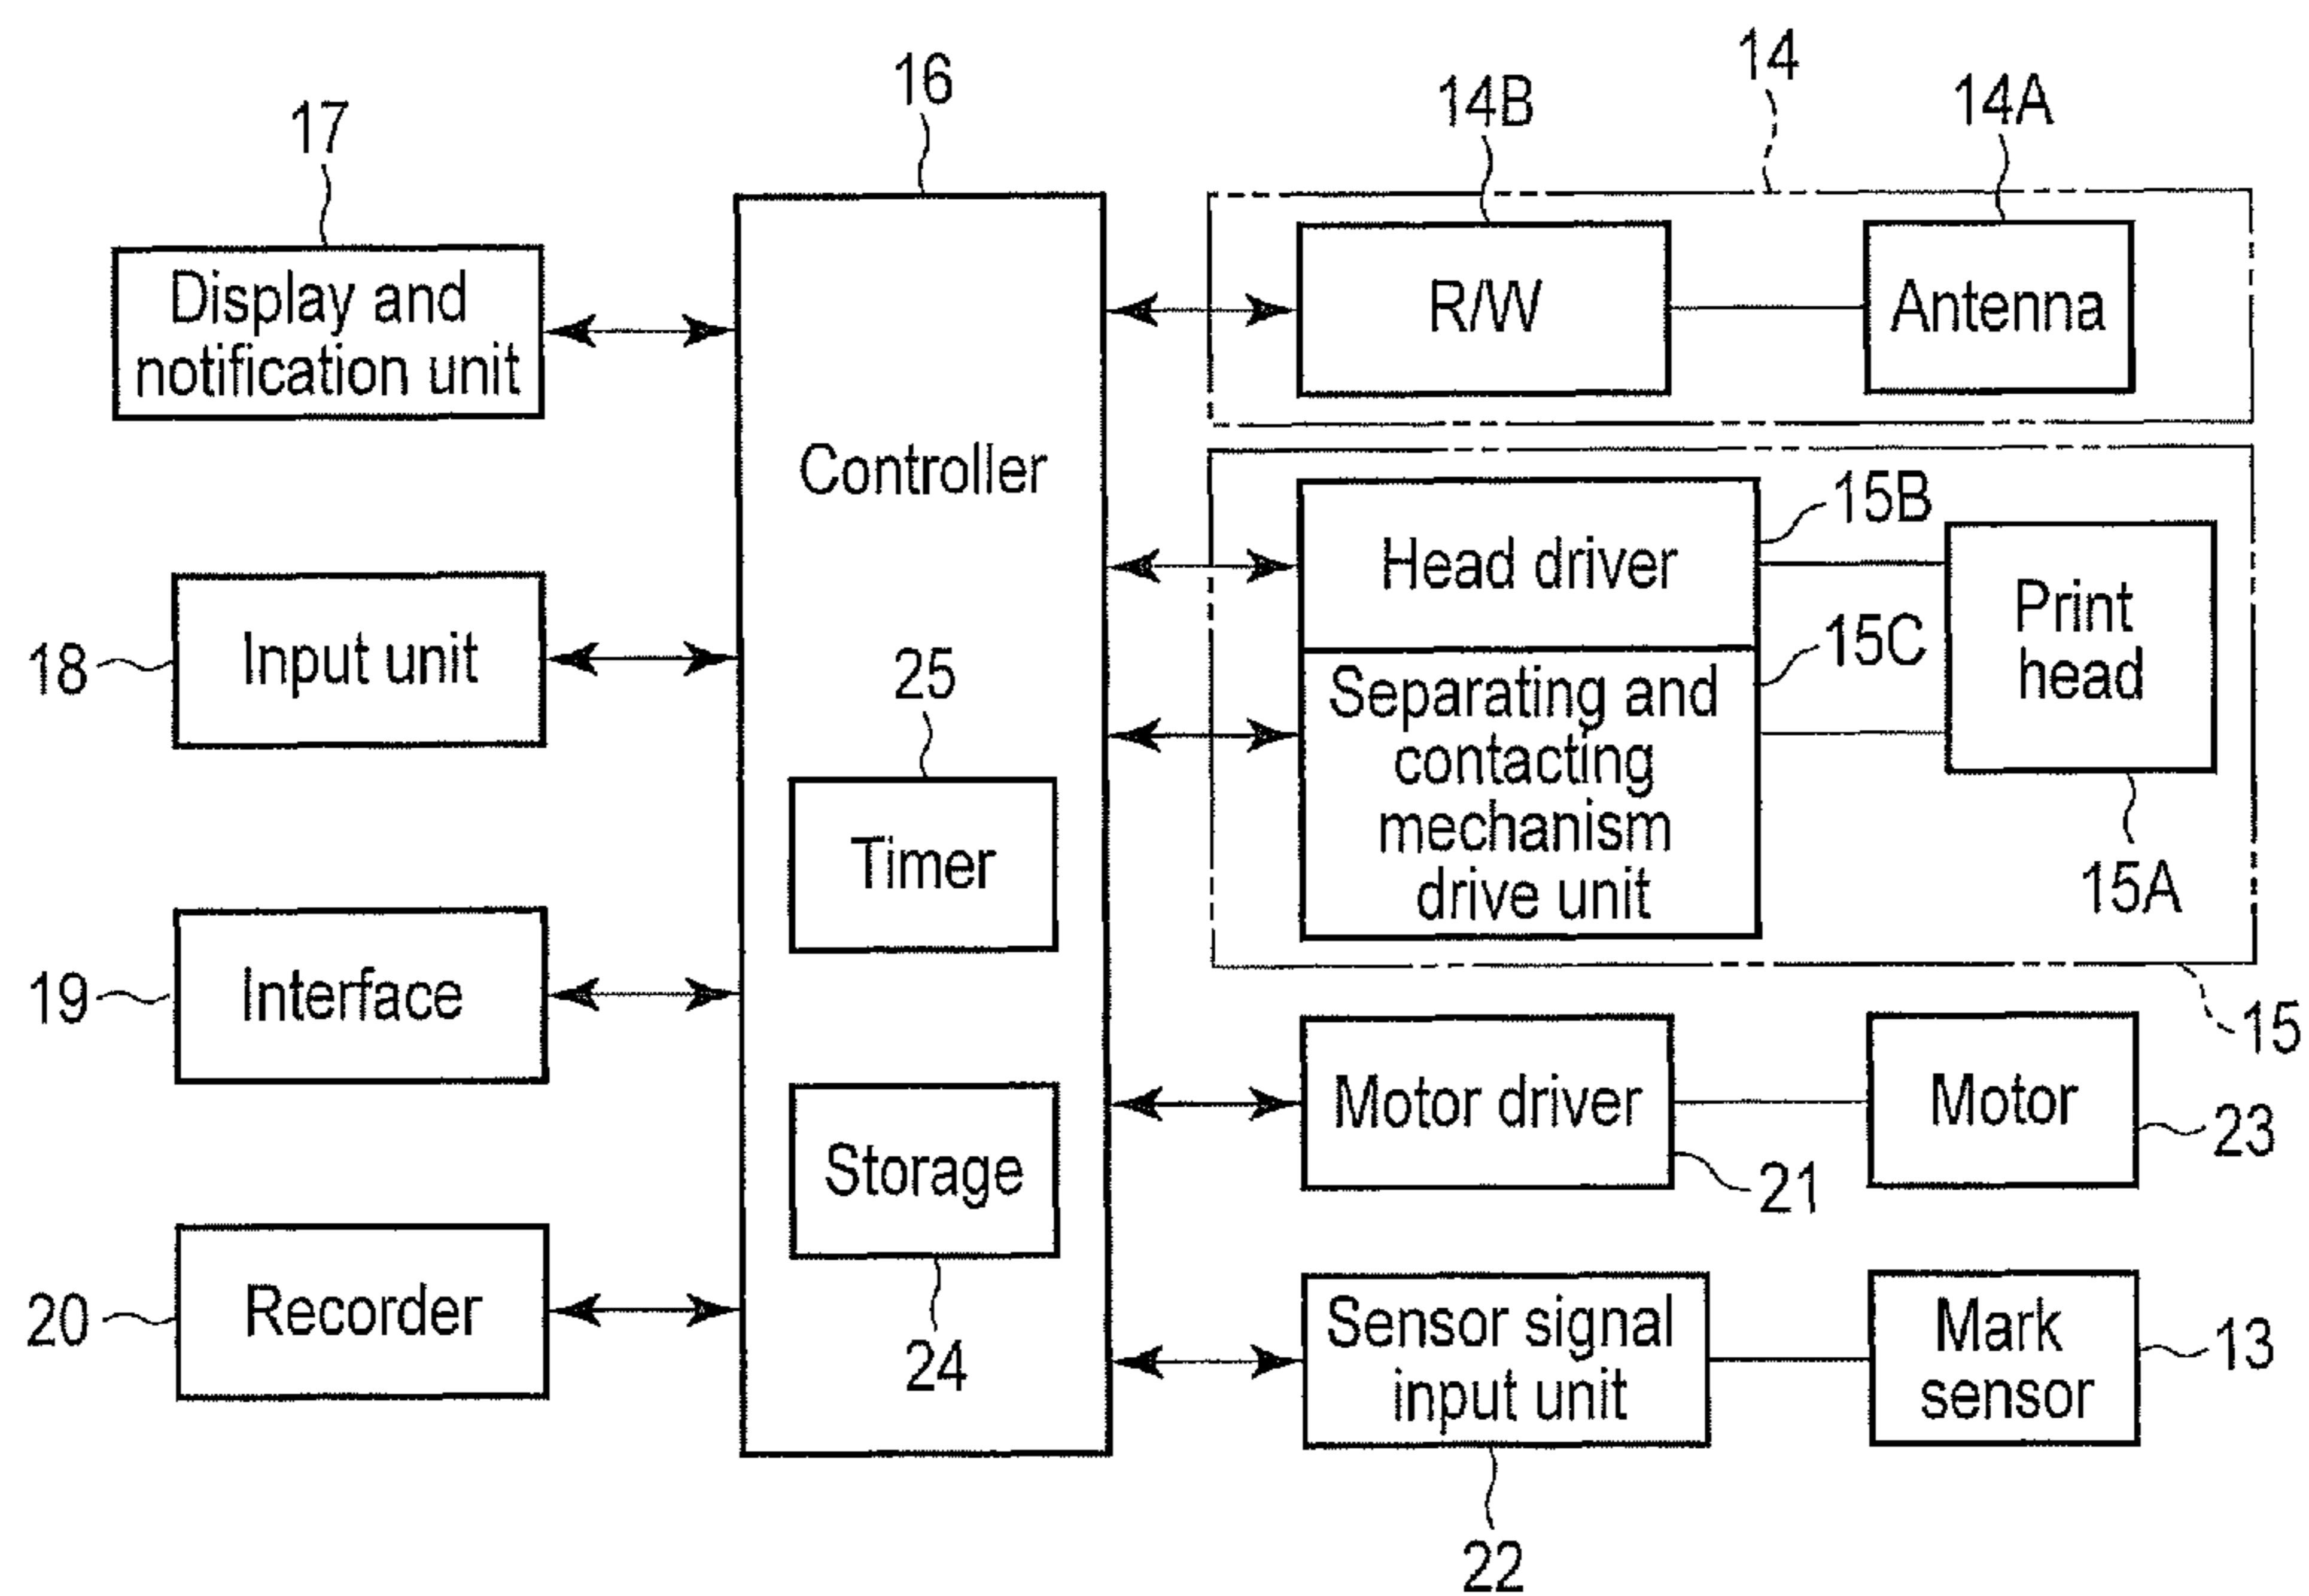 14
16
14B
14A
17
Display and
notification unit
R/W
Antenna
Controller
15B
Head driver
Print
head
15C
18
Input unit
25
Separating and
contacting
mechanism
drive unit
Timer
15A
19
Interface
15
Motor driver
Motor
23
21
Storage
20
Recorder
24
Sensor signal
input unit
Mark
sensor
13
22